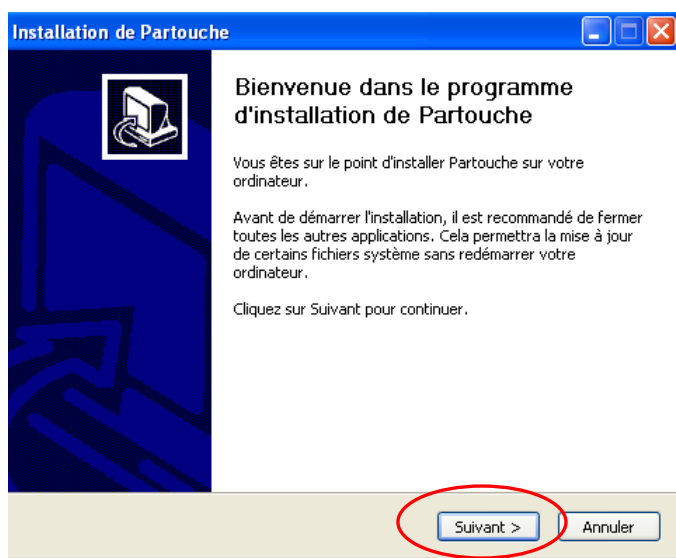 Installation de Partouche
Bienvenue dans le programme
d'installation de Partouche
Vous êtes sur le point d'installer Partouche sur votre
ordinateur.
Avant de démarrer l'installation, il est recommandé de fermer
toutes les autres applications. Cela permettra la mise à jour
de certains fichiers système sans redémarrer votre
ordinateur.
Cliquez sur Suivant pour continuer.
Suivant >
Annuler